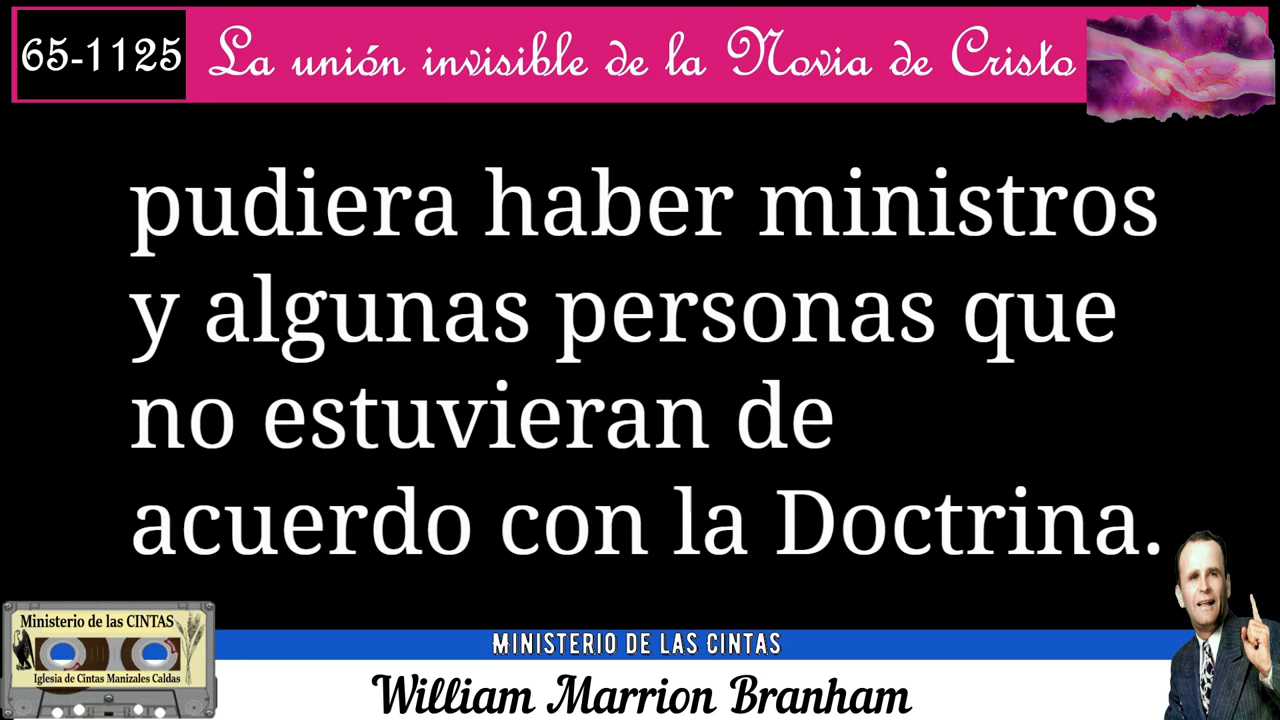 65-1125 La unión invisible de la Novia de Cristo
pudiera haber ministros
y algunas personas que
no estuvieran de
acuerdo con la Doctrina.
Ministerio de las CINTAS
Iglesia de Cintas Manizales Caldas
MINISTERIO DE LAS CINTAS
William Marrion Branham